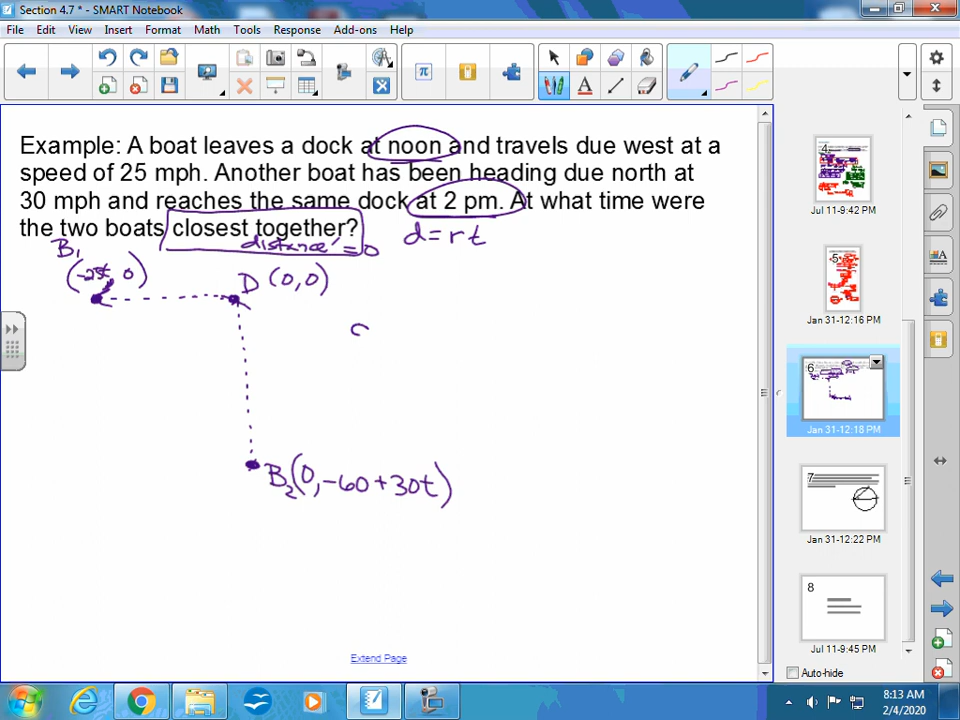 Section 4.7 * - SMART Notebook
File Edit View Insert Format Math Tools Response Add-ons Help
Example: A boat leaves a dock at noon and travels due west at a
speed of 25 mph. Another boat has been heading due north at
30 mph and reaches the same dock at 2 pm. At what time were
the two boats closest together?
distance' = 0
d = r t
B1
(-25t, 0)
D (0,0)
B2 (0, -60 + 30t)
Extend Page
4
Jul 11-9:42 PM
5
Jan 31-12:16 PM
6
Jan 31-12:18 PM
7
Jan 31-12:22 PM
8
Jul 11-9:45 PM
Auto-hide
8:13 AM
2/4/2020